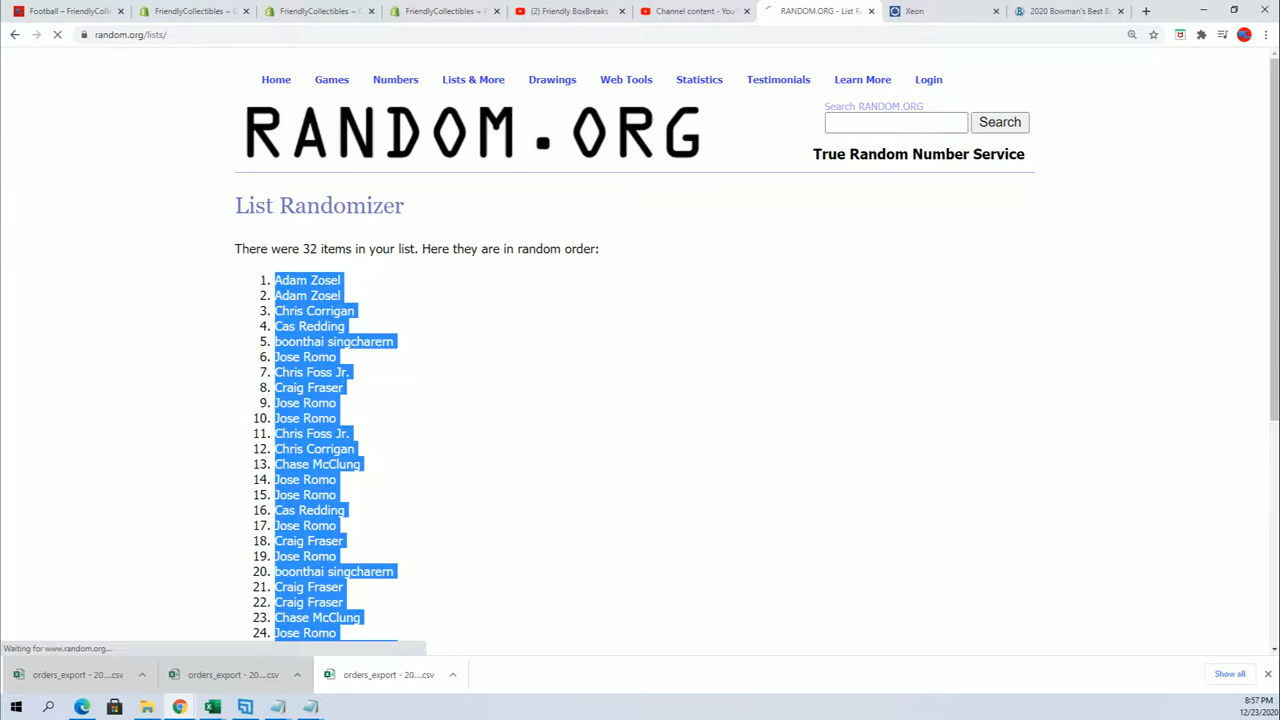 Football – FriendlyColle
FriendlyCollectibles ~ C
FriendlyCollectibles ~ C
FriendlyCollectibles ~ P
(2) Friendly BoxBreaks
Channel content - YouT
RANDOM.ORG - List R
Xeon
2020 Bowman's Best Ba
random.org/lists/
Home Games Numbers Lists & More Drawings Web Tools Statistics Testimonials Learn More Login
RANDOM.ORG
Search RANDOM.ORG
Search
True Random Number Service
List Randomizer
There were 32 items in your list. Here they are in random order:
1. Adam Zosel
2. Adam Zosel
3. Chris Corrigan
4. Cas Redding
5. boonthai singcharern
6. Jose Romo
7. Chris Foss Jr.
8. Craig Fraser
9. Jose Romo
10. Jose Romo
11. Chris Foss Jr.
12. Chris Corrigan
13. Chase McClung
14. Jose Romo
15. Jose Romo
16. Cas Redding
17. Jose Romo
18. Craig Fraser
19. Jose Romo
20. boonthai singcharern
21. Craig Fraser
22. Craig Fraser
23. Chase McClung
24. Jose Romo
Waiting for www.random.org...
orders_export - 20....csv
orders_export - 20....csv
orders_export - 20....csv
Show all
8:57 PM
12/23/2020